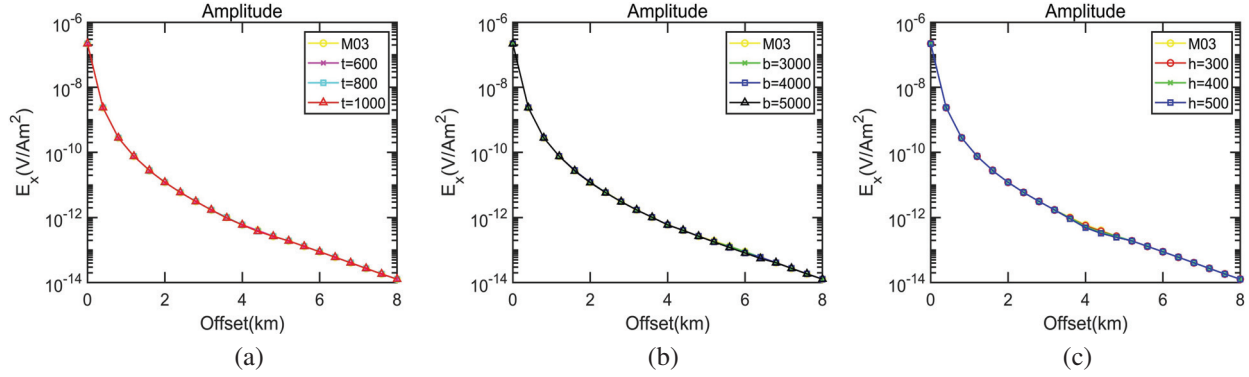 Amplitude
10^-6
10^-8
10^-10
10^-12
10^-14
E_x(V/Am^2)
0 2 4 6 8
Offset(km)
M03
t=600
t=800
t=1000
(a)
Amplitude
10^-6
10^-8
10^-10
10^-12
10^-14
E_x(V/Am^2)
0 2 4 6 8
Offset(km)
M03
b=3000
b=4000
b=5000
(b)
Amplitude
10^-6
10^-8
10^-10
10^-12
10^-14
E_x(V/Am^2)
0 2 4 6 8
Offset(km)
M03
h=300
h=400
h=500
(c)